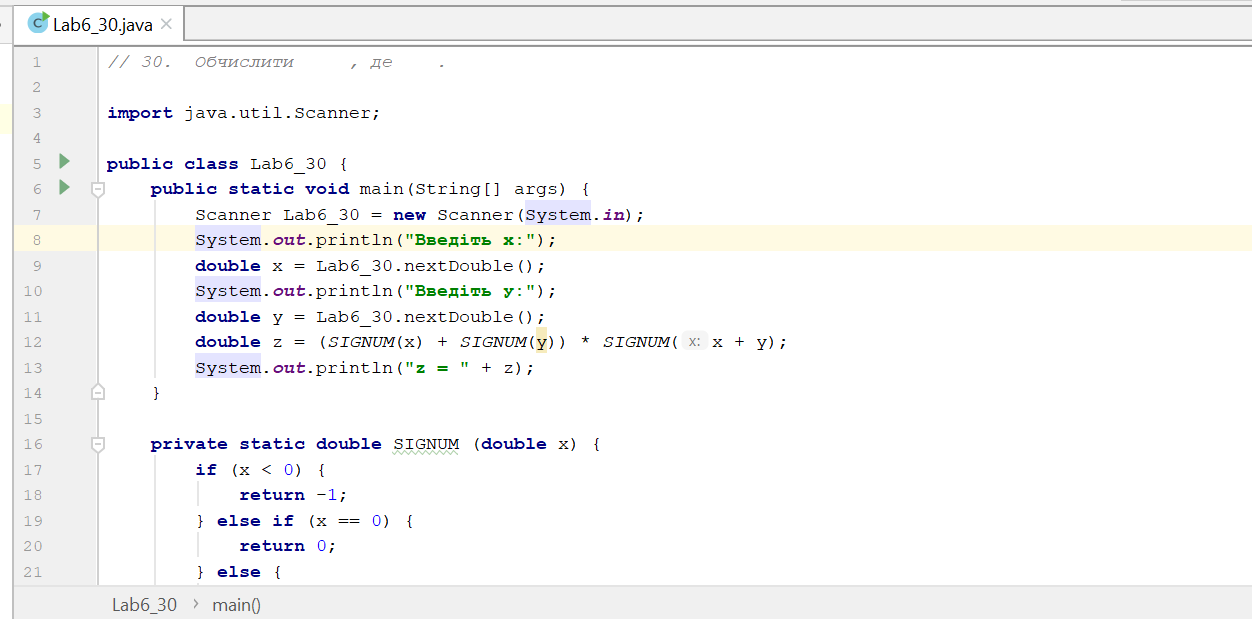 Lab6_30.java
1 // 30. Обчислити , де .
2
3 import java.util.Scanner;
4
5 public class Lab6_30 {
6 public static void main(String[] args) {
7 Scanner Lab6_30 = new Scanner(System.in);
8 System.out.println("Введіть x:");
9 double x = Lab6_30.nextDouble();
10 System.out.println("Введіть y:");
11 double y = Lab6_30.nextDouble();
12 double z = (SIGNUM(x) + SIGNUM(y)) * SIGNUM( x: x + y);
13 System.out.println("z = " + z);
14 }
15
16 private static double SIGNUM (double x) {
17 if (x < 0) {
18 return -1;
19 } else if (x == 0) {
20 return 0;
21 } else {
Lab6_30 › main()